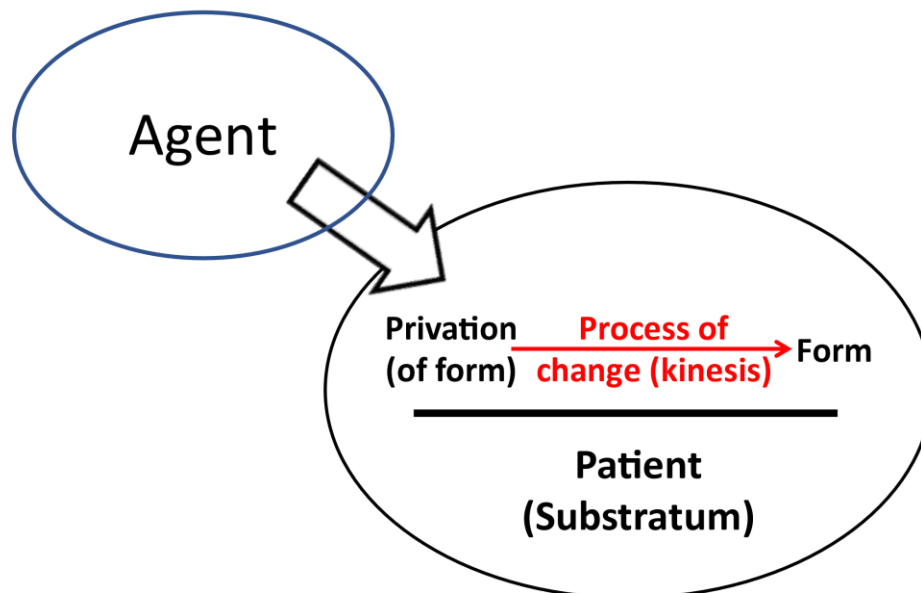 Agent
Privation
(of form)
Process of
change (kinesis)
Form
Patient
(Substratum)